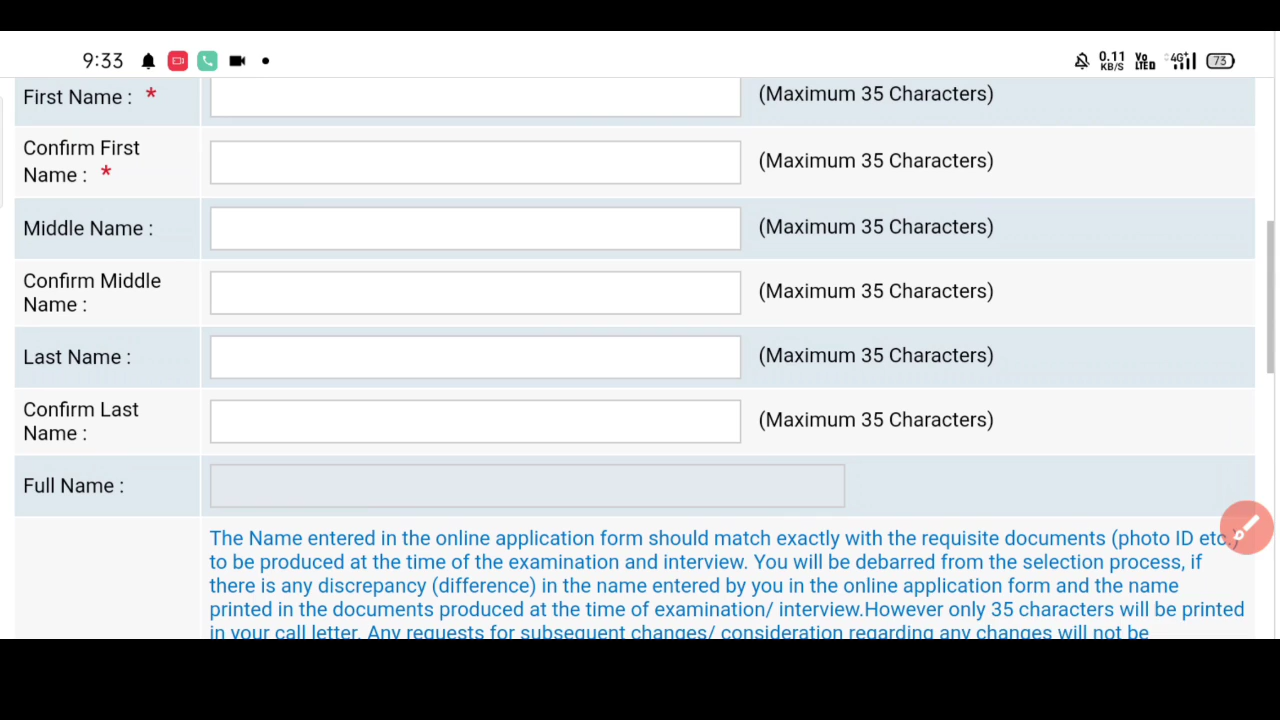 9:33 0.11 KB/S Vo LTED 4G+ 73
First Name : * (Maximum 35 Characters)
Confirm First
Name : * (Maximum 35 Characters)
Middle Name : (Maximum 35 Characters)
Confirm Middle
Name : (Maximum 35 Characters)
Last Name : (Maximum 35 Characters)
Confirm Last
Name : (Maximum 35 Characters)
Full Name :
The Name entered in the online application form should match exactly with the requisite documents (photo ID etc.)
to be produced at the time of the examination and interview. You will be debarred from the selection process, if
there is any discrepancy (difference) in the name entered by you in the online application form and the name
printed in the documents produced at the time of examination/ interview.However only 35 characters will be printed
in your call letter. Any requests for subsequent changes/ consideration regarding any changes will not be